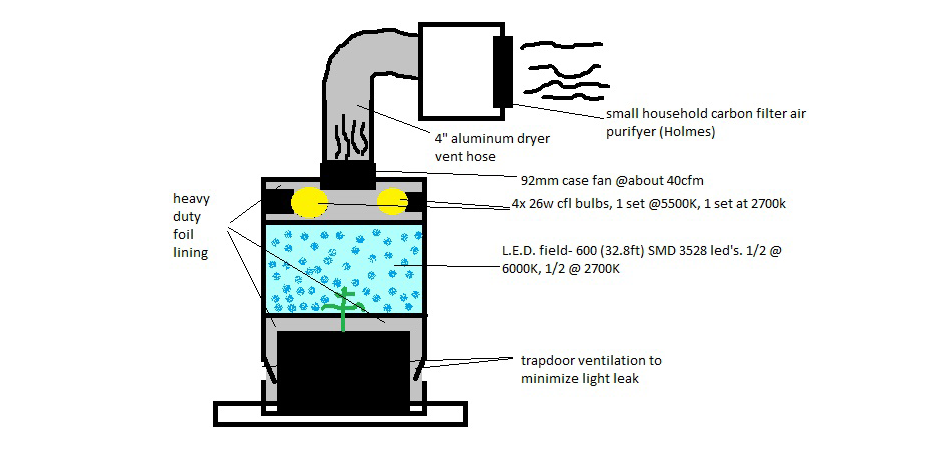 small household carbon filter air
purifyer (Holmes)
4" aluminum dryer
vent hose
92mm case fan @about 40cfm
4x 26w cfl bulbs, 1 set @5500K, 1 set at 2700k
heavy
duty
foil
lining
L.E.D. field- 600 (32.8ft) SMD 3528 led's. 1/2 @
6000K, 1/2 @ 2700K
trapdoor ventilation to
minimize light leak